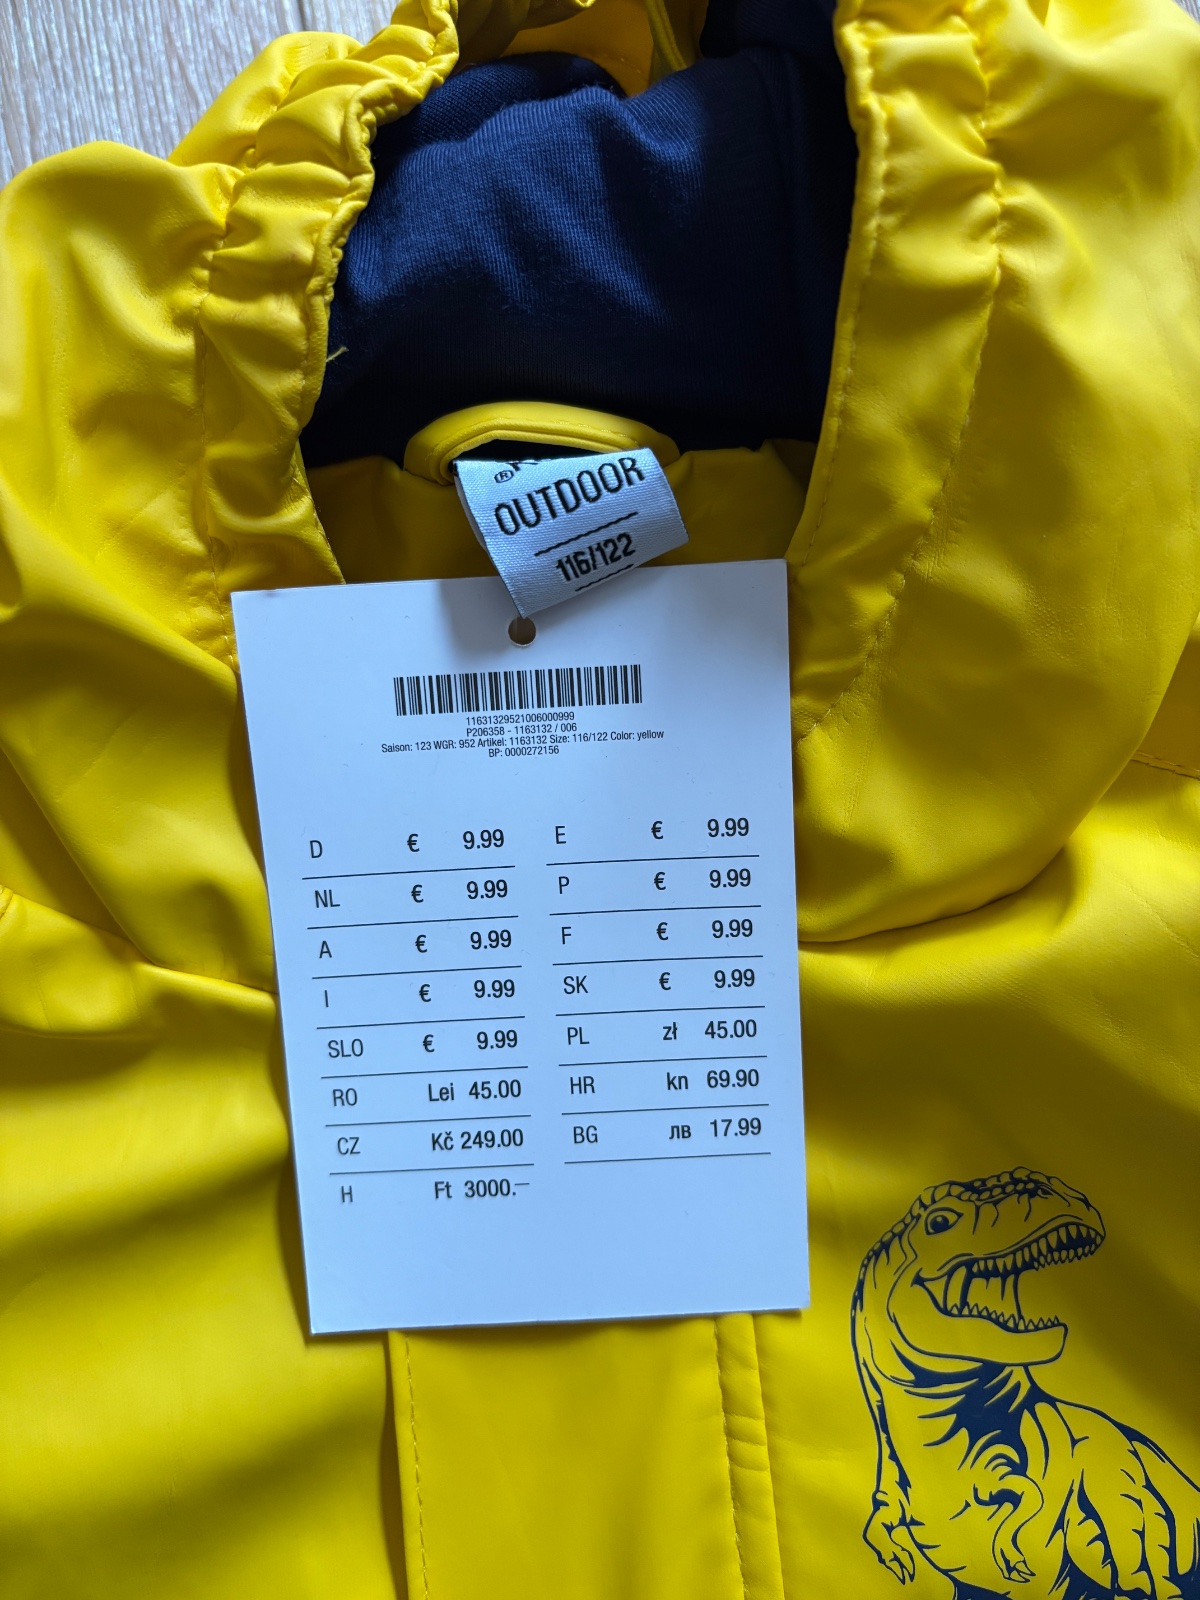 OUTDOOR
116/122
11631329521006000999
P206358 - 1163132 / 006
Saison: 123 WGR: 952 Artikel: 1163132 Size: 116/122 Color: yellow
BP: 0000272156
D € 9.99
NL € 9.99
A € 9.99
I € 9.99
SLO € 9.99
RO Lei 45.00
CZ Kč 249.00
H Ft 3000.—
E € 9.99
P € 9.99
F € 9.99
SK € 9.99
PL zł 45.00
HR kn 69.90
BG лв 17.99